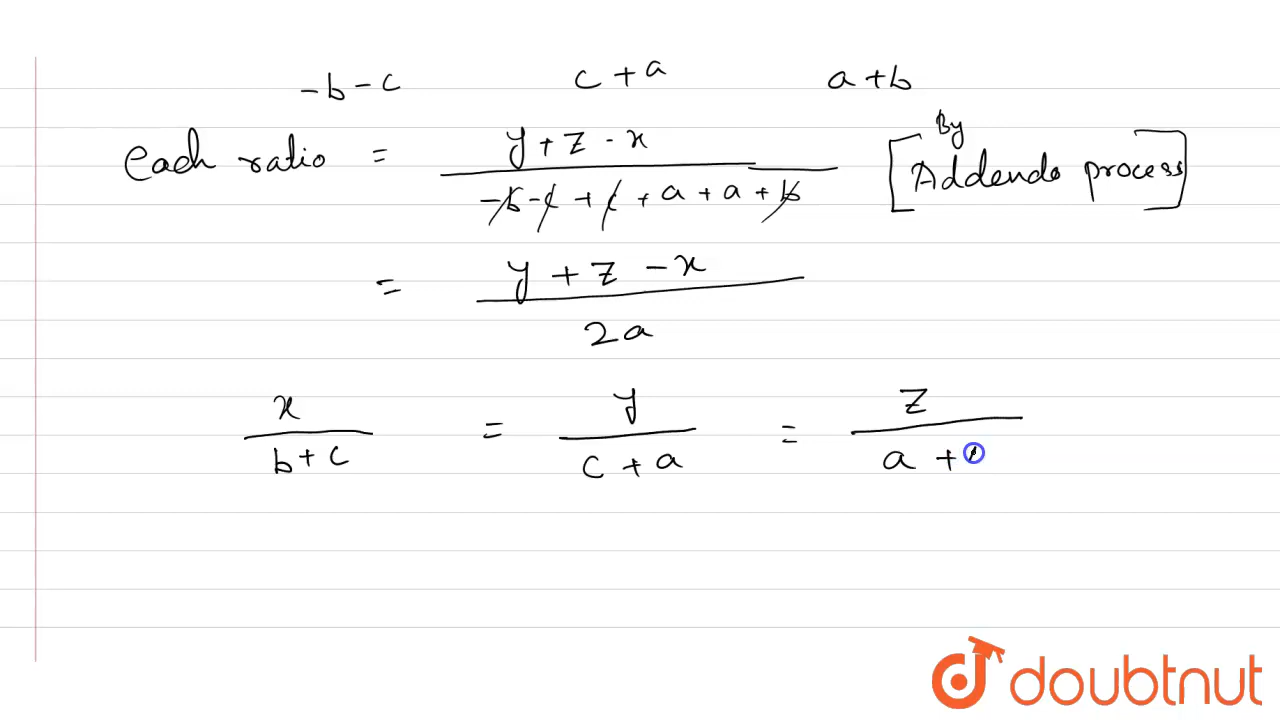 -b-c c+a a+b
By
each ratio = y+z-x / -b-c+c+a+a+b [Addendo process]
= y+z-x / 2a
x / b+c = y / c+a = z / a+
doubtnut